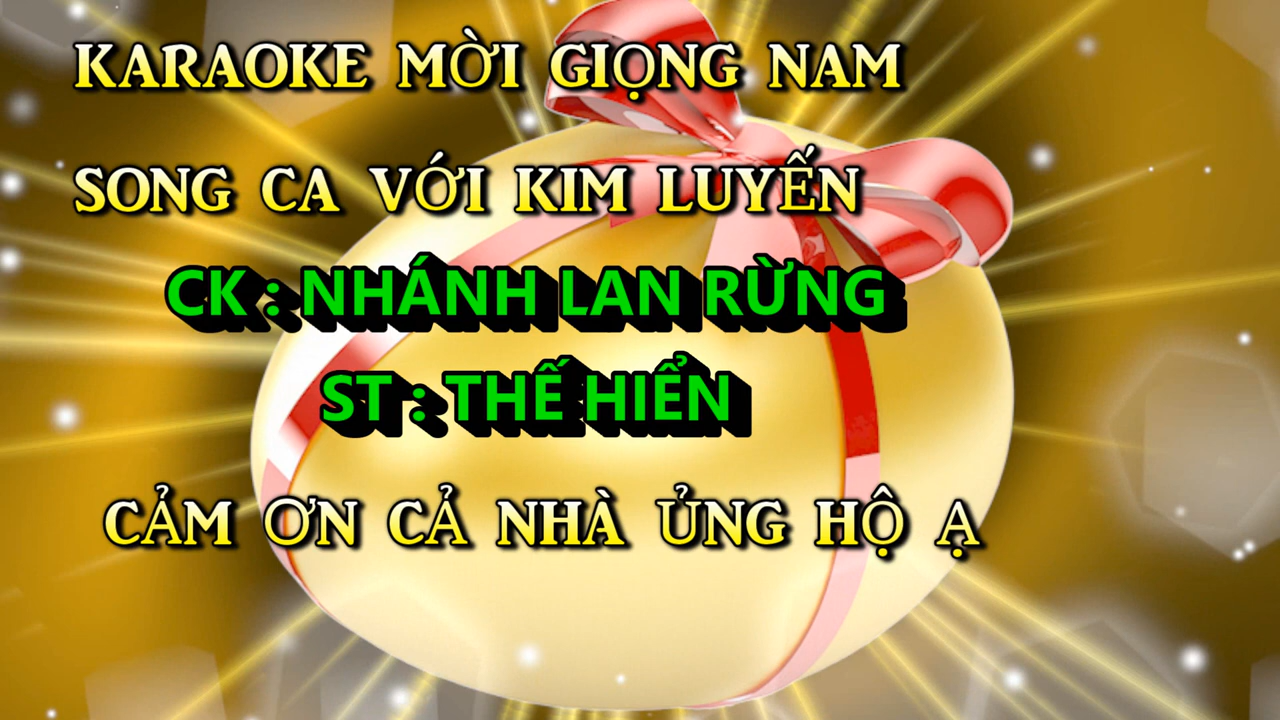 KARAOKE MỜI GIỌNG NAM
SONG CA VỚI KIM LUYẾN
CK : NHÁNH LAN RỪNG
ST : THẾ HIỂN
CẢM ƠN CẢ NHÀ ỦNG HỘ Ạ